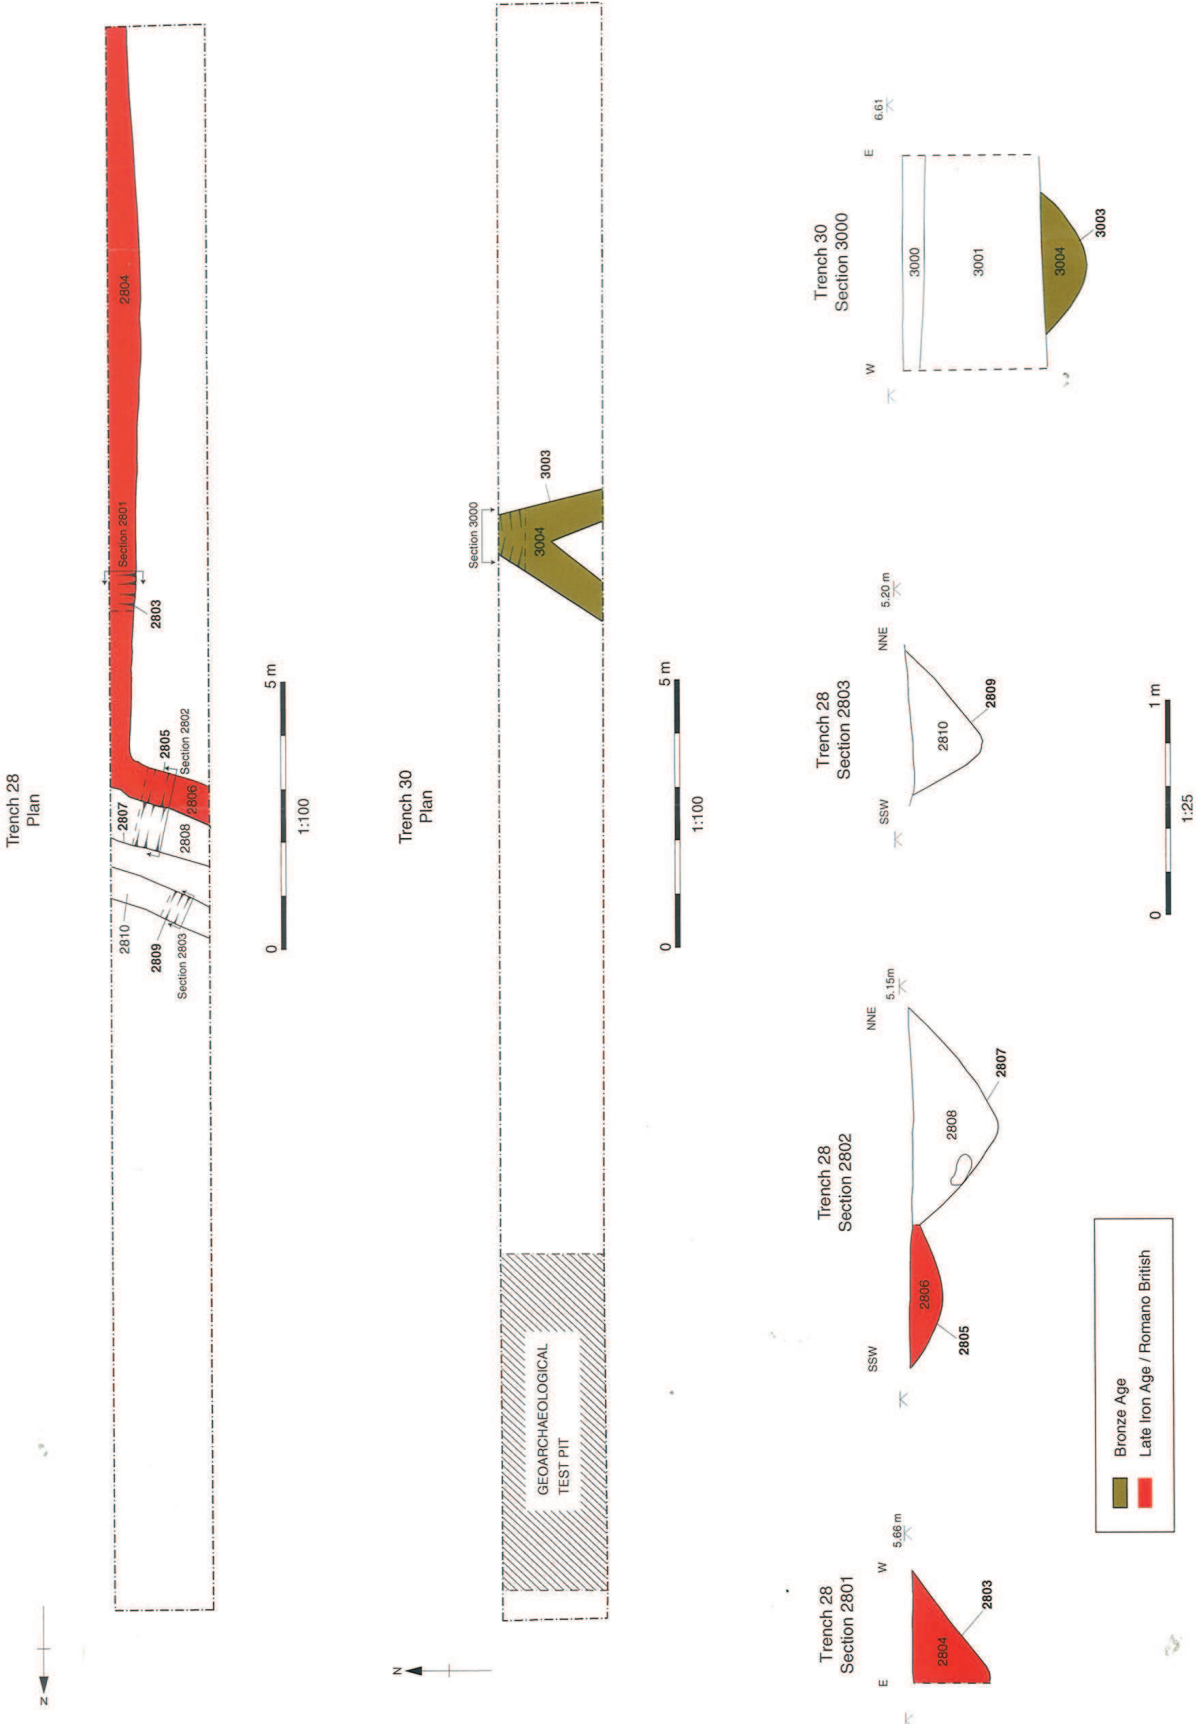 Trench 28
Plan
N
2804
Section 2801
2803
2805
Section 2802
2806
2807
2808
2810
2809
Section 2803
0
5 m
1:100
Trench 30
Plan
N
Section 3000
3003
3004
GEOARCHAEOLOGICAL
TEST PIT
0
5 m
1:100
Trench 28
Section 2801
E
W
5.66 m
2804
2803
Trench 28
Section 2802
SSW
NNE
5.15m
2806
2805
2808
2807
Trench 28
Section 2803
SSW
NNE
5.20 m
2810
2809
Trench 30
Section 3000
W
E
6.61
3000
3001
3004
3003
Bronze Age
Late Iron Age / Romano British
0
1 m
1:25